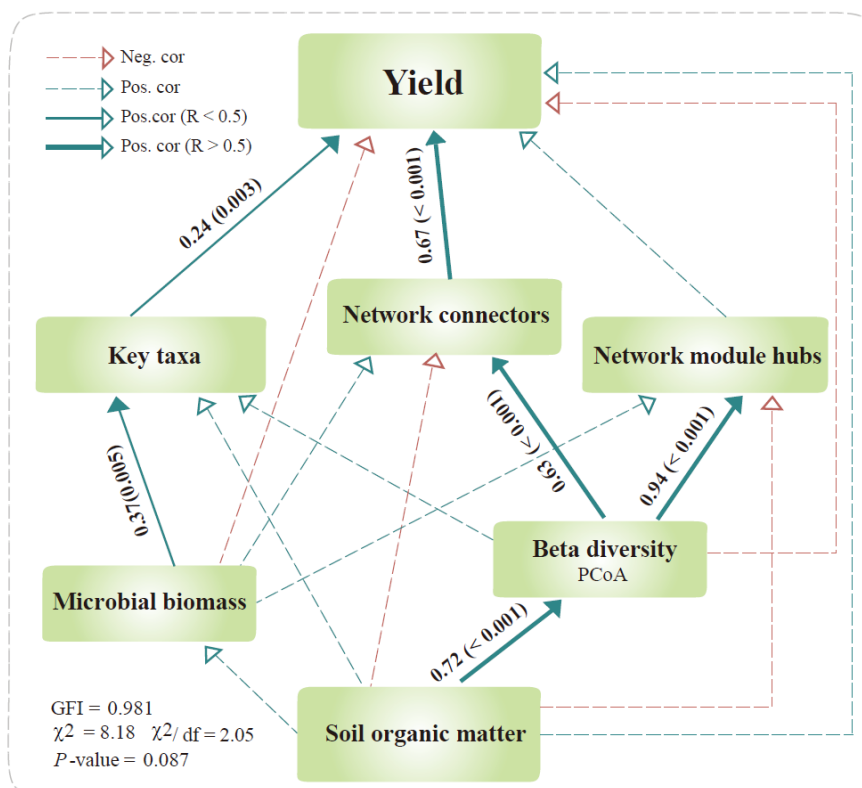 Neg. cor
Pos. cor
Pos.cor (R < 0.5)
Pos. cor (R > 0.5)
Yield
0.24 (0.003)
0.67 (< 0.001)
Key taxa
Network connectors
Network module hubs
0.37(0.005)
0.63 (< 0.001)
0.94 (< 0.001)
Beta diversity
PCoA
Microbial biomass
0.72 (< 0.001)
Soil organic matter
GFI = 0.981
χ2 = 8.18 χ2/ df = 2.05
P-value = 0.087